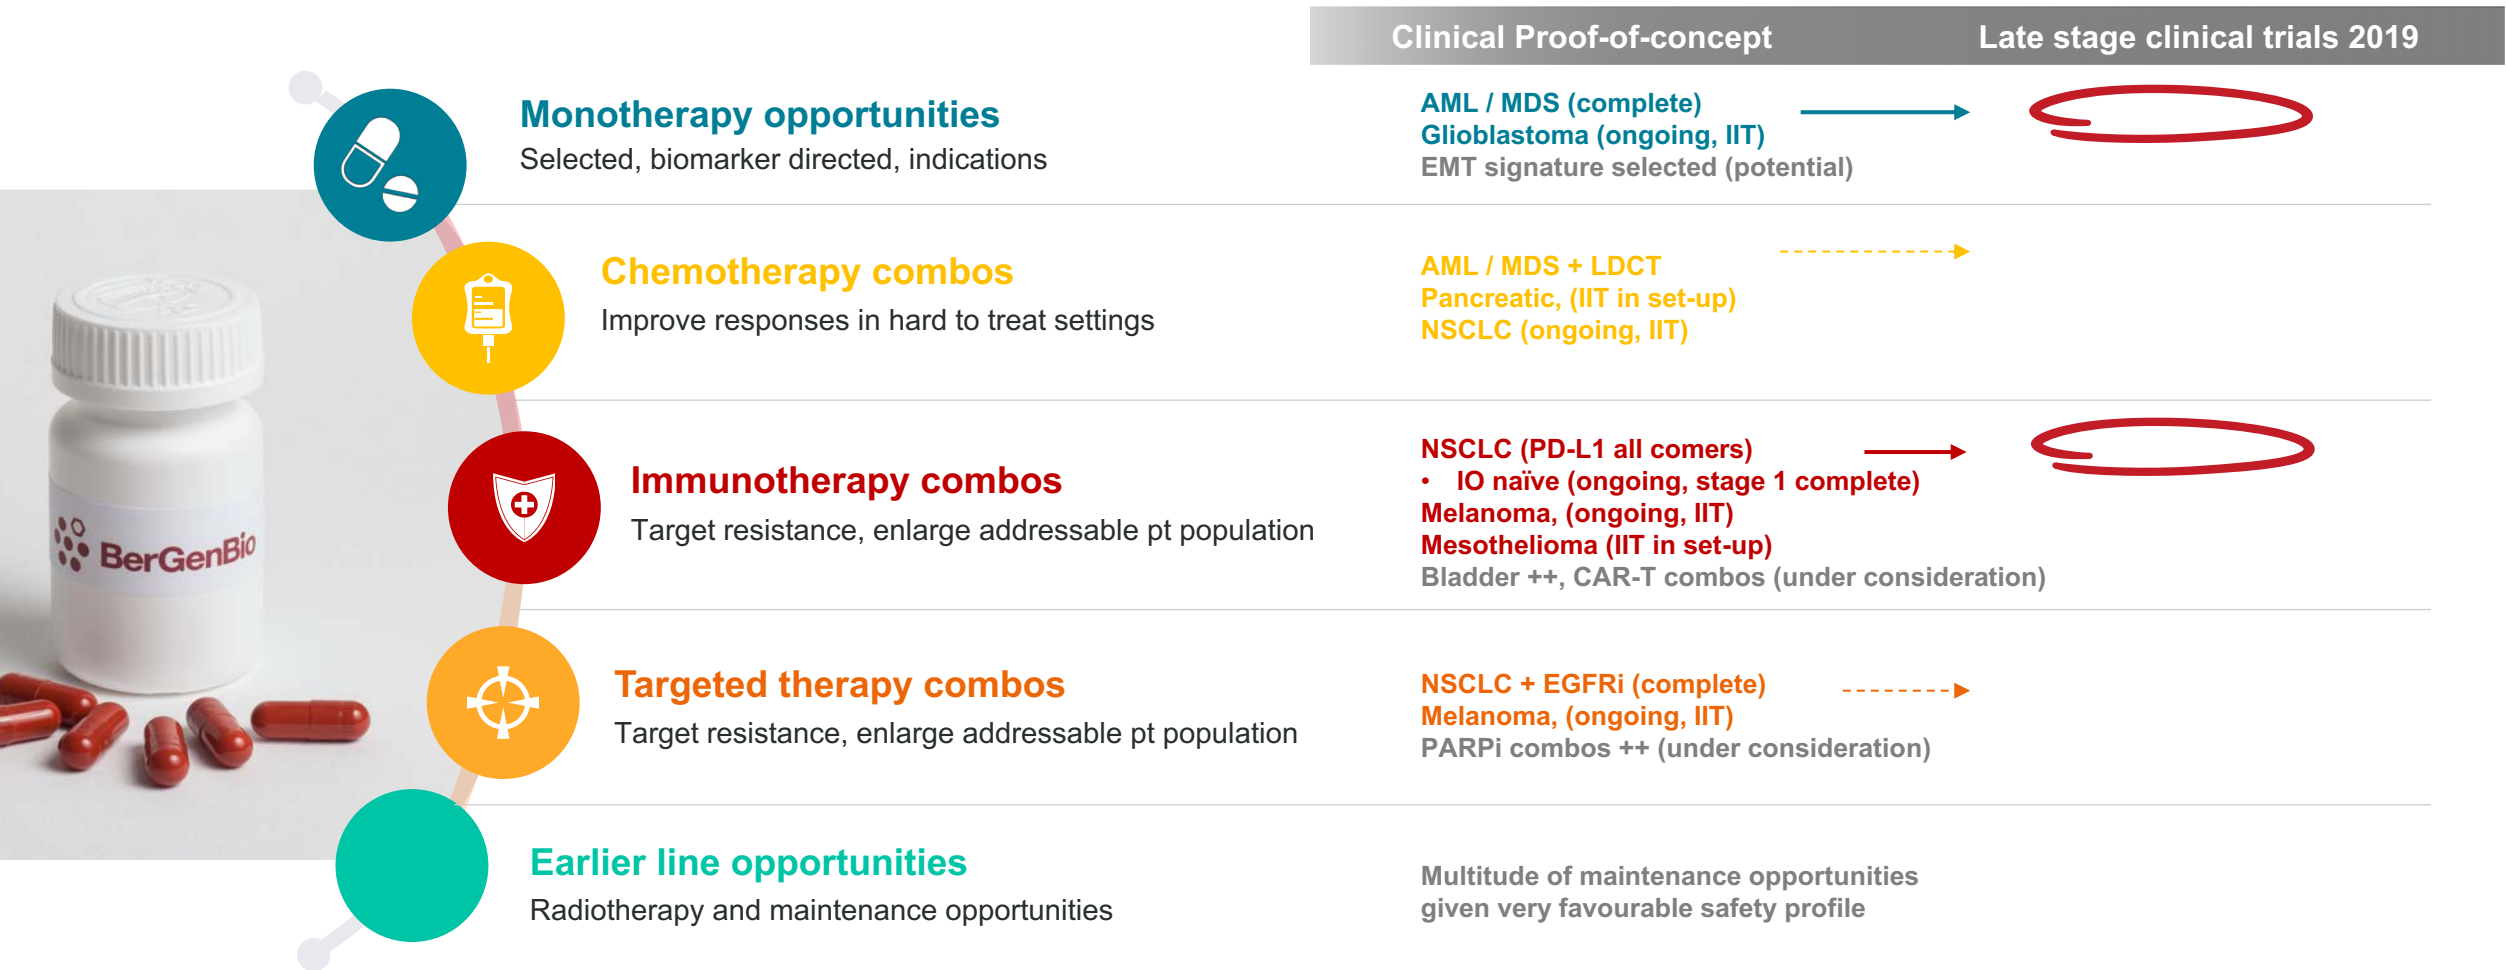 Clinical Proof-of-concept
Late stage clinical trials 2019
Monotherapy opportunities
Selected, biomarker directed, indications
AML / MDS (complete)
Glioblastoma (ongoing, IIT)
EMT signature selected (potential)
Chemotherapy combos
Improve responses in hard to treat settings
AML / MDS + LDCT
Pancreatic, (IIT in set-up)
NSCLC (ongoing, IIT)
Immunotherapy combos
Target resistance, enlarge addressable pt population
NSCLC (PD-L1 all comers)
• IO naïve (ongoing, stage 1 complete)
Melanoma, (ongoing, IIT)
Mesothelioma (IIT in set-up)
Bladder ++, CAR-T combos (under consideration)
BerGenBio
Targeted therapy combos
Target resistance, enlarge addressable pt population
NSCLC + EGFRi (complete)
Melanoma, (ongoing, IIT)
PARPi combos ++ (under consideration)
Earlier line opportunities
Radiotherapy and maintenance opportunities
Multitude of maintenance opportunities
given very favourable safety profile